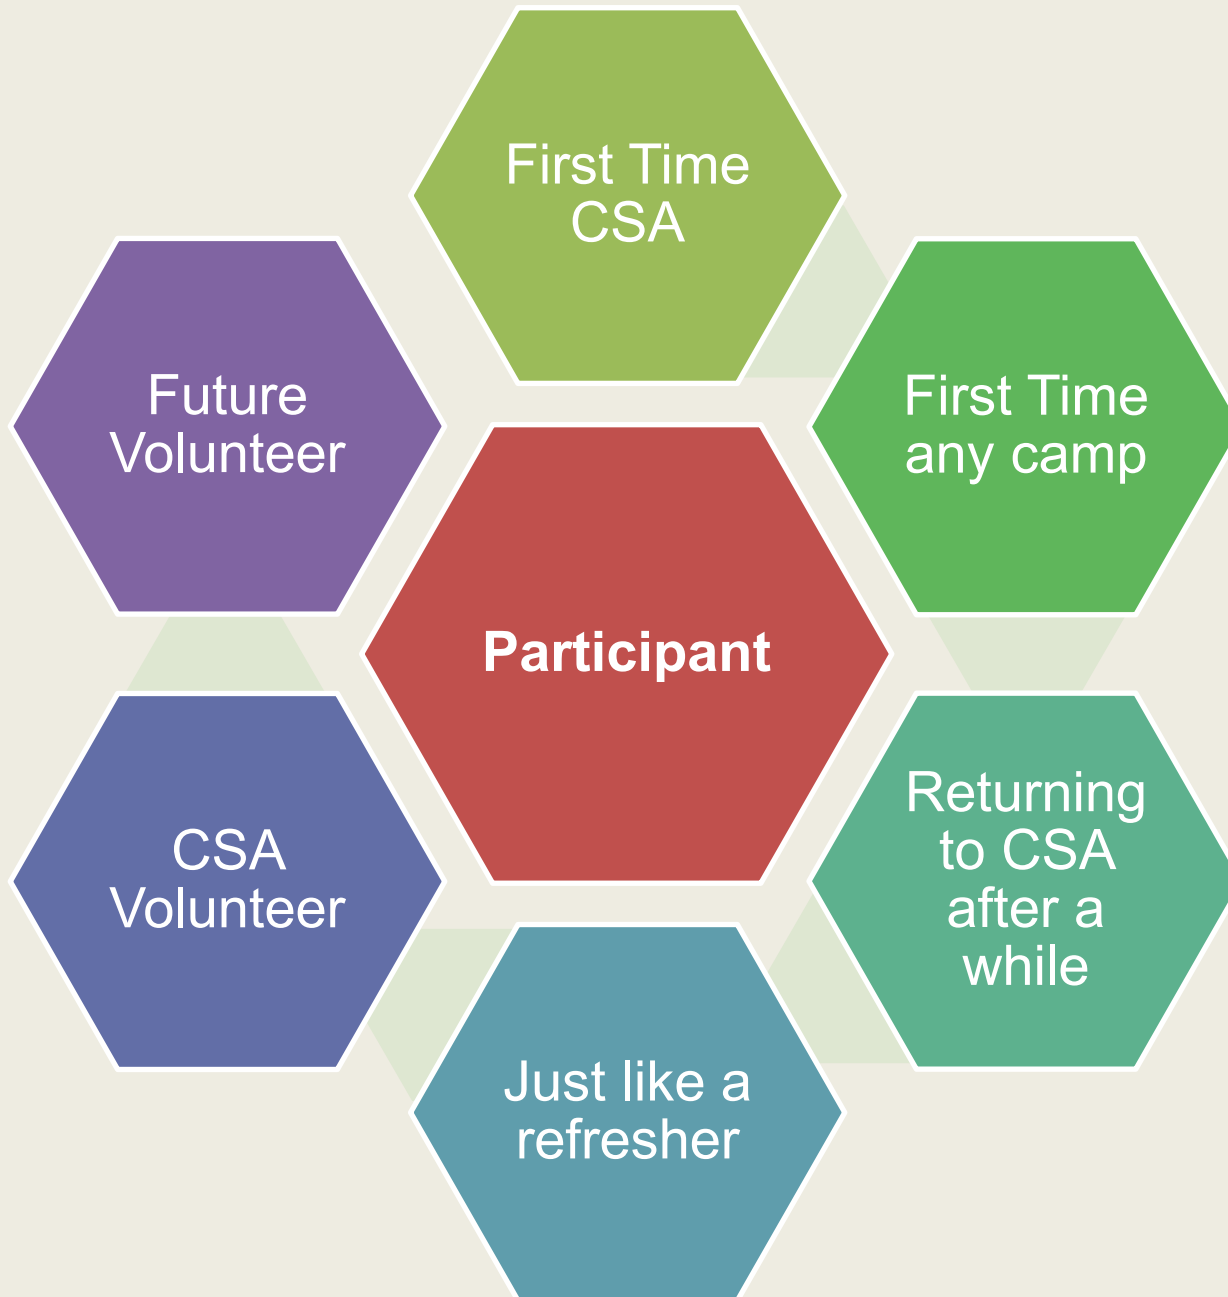 First Time
CSA
First Time
any camp
Returning
to CSA
after a
while
Just like a
refresher
CSA
Volunteer
Future
Volunteer
Participant